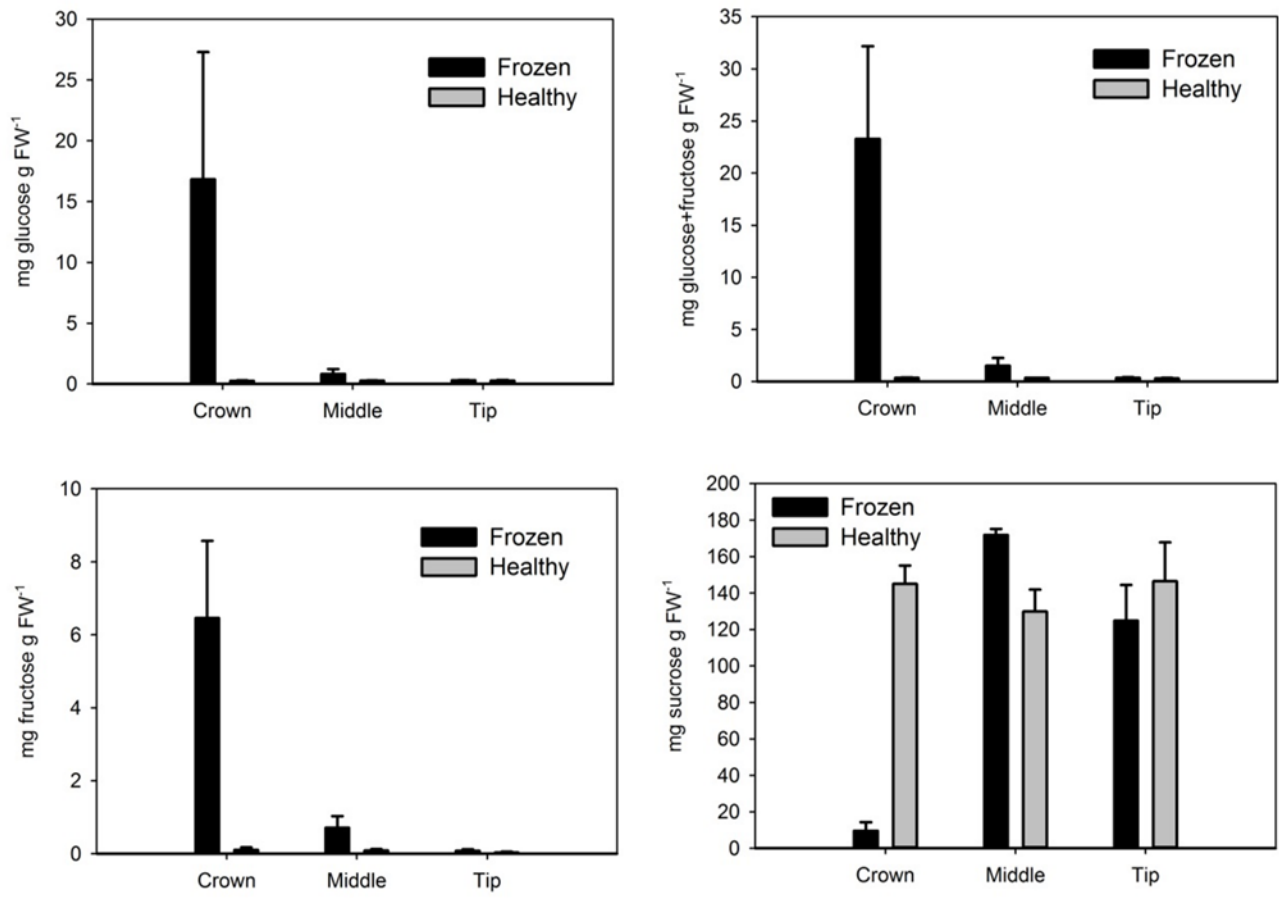 mg glucose g FW-1
30
25
20
15
10
5
0
Frozen
Healthy
Crown Middle Tip
mg glucose+fructose g FW-1
35
30
25
20
15
10
5
0
Frozen
Healthy
Crown Middle Tip
mg fructose g FW-1
10
8
6
4
2
0
Frozen
Healthy
Crown Middle Tip
mg sucrose g FW-1
200
180
160
140
120
100
80
60
40
20
0
Frozen
Healthy
Crown Middle Tip